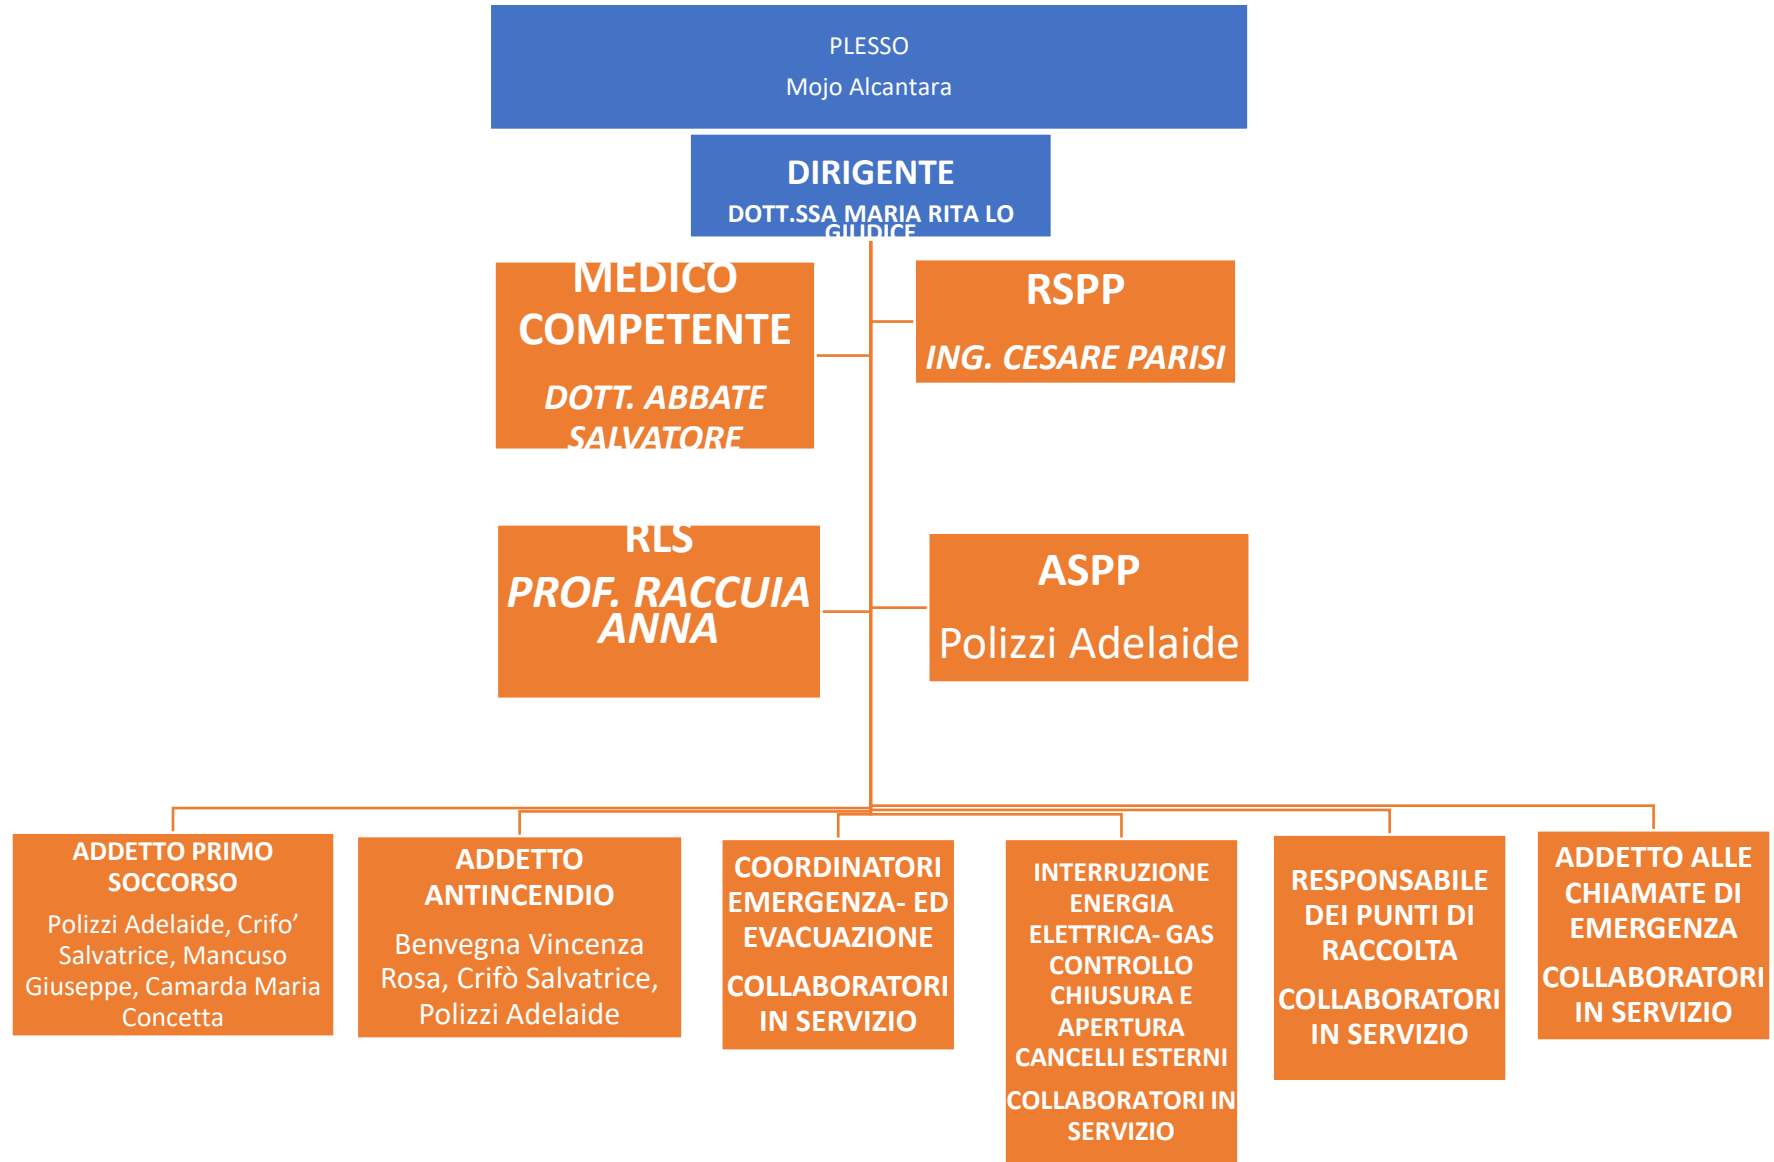 PLESSO
Mojo Alcantara
DIRIGENTE
DOTT.SSA MARIA RITA LO
GIUDICE
MEDICO
COMPETENTE
DOTT. ABBATE
SALVATORE
RSPP
ING. CESARE PARISI
RLS
PROF. RACCUIA
ANNA
ASPP
Polizzi Adelaide
ADDETTO PRIMO
SOCCORSO
Polizzi Adelaide, Crifo’
Salvatrice, Mancuso
Giuseppe, Camarda Maria
Concetta
ADDETTO
ANTINCENDIO
Benvegna Vincenza
Rosa, Crifò Salvatrice,
Polizzi Adelaide
COORDINATORI
EMERGENZA- ED
EVACUAZIONE
COLLABORATORI
IN SERVIZIO
INTERRUZIONE
ENERGIA
ELETTRICA- GAS
CONTROLLO
CHIUSURA E
APERTURA
CANCELLI ESTERNI
COLLABORATORI IN
SERVIZIO
RESPONSABILE
DEI PUNTI DI
RACCOLTA
COLLABORATORI
IN SERVIZIO
ADDETTO ALLE
CHIAMATE DI
EMERGENZA
COLLABORATORI
IN SERVIZIO